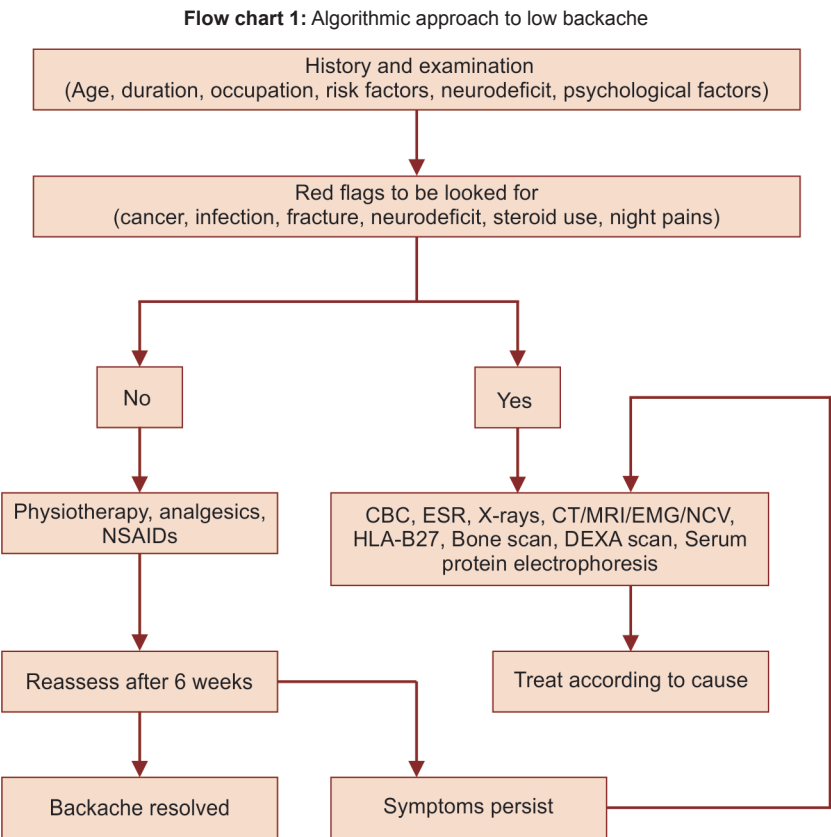 Flow chart 1: Algorithmic approach to low backache
History and examination
(Age, duration, occupation, risk factors, neurodeficit, psychological factors)
Red flags to be looked for
(cancer, infection, fracture, neurodeficit, steroid use, night pains)
No
Yes
Physiotherapy, analgesics,
NSAIDs
CBC, ESR, X-rays, CT/MRI/EMG/NCV,
HLA-B27, Bone scan, DEXA scan, Serum
protein electrophoresis
Reassess after 6 weeks
Treat according to cause
Backache resolved
Symptoms persist